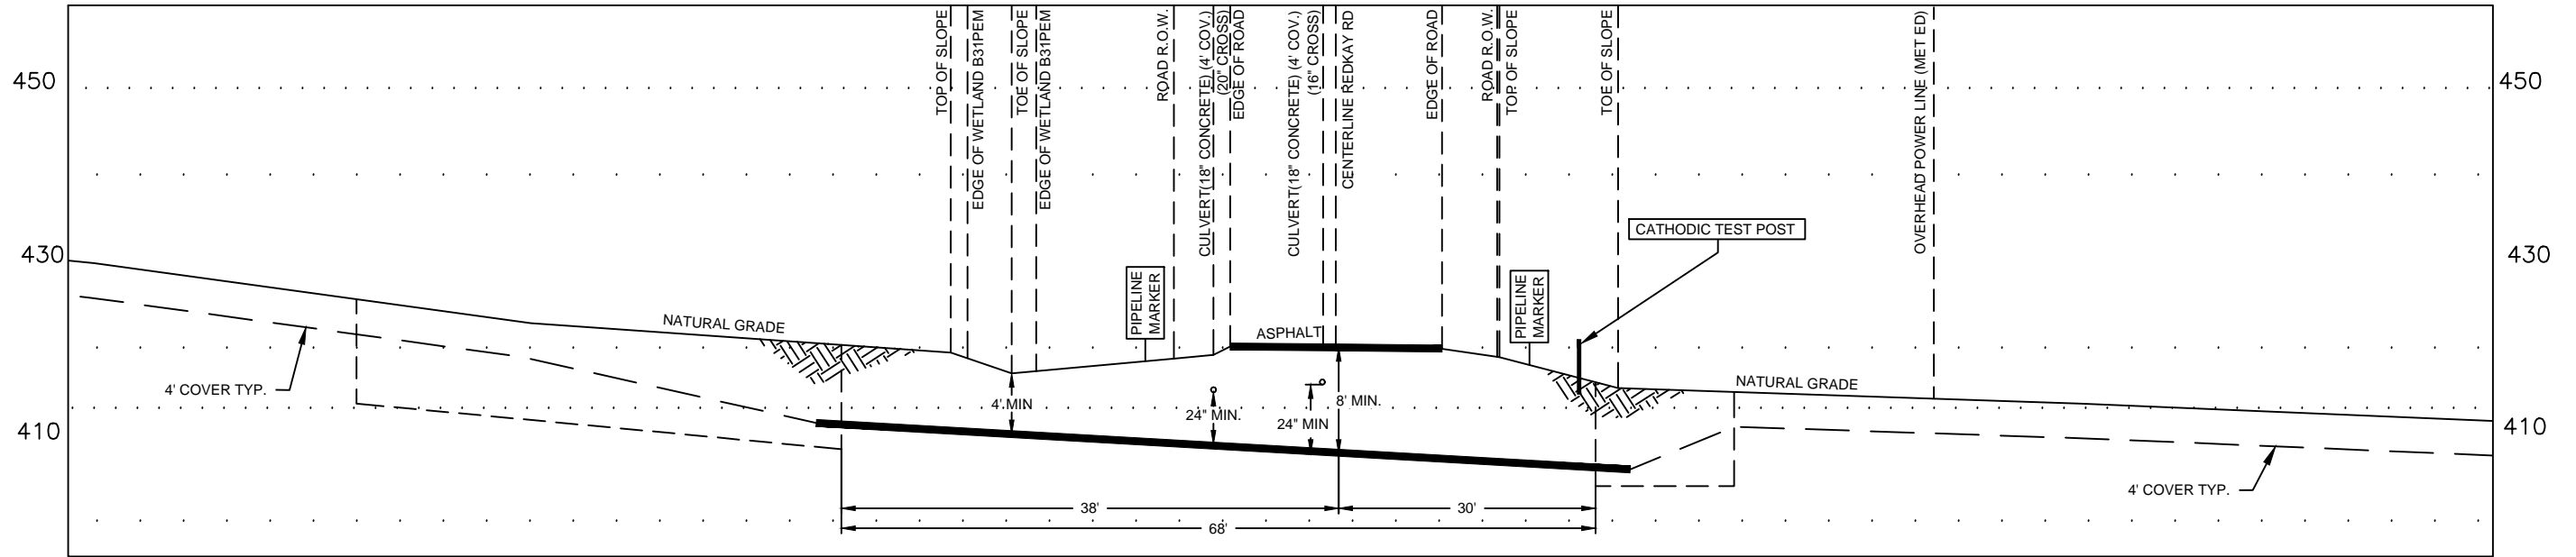 TOP OF SLOPE
EDGE OF WETLAND B31PEM
TOE OF SLOPE
EDGE OF WETLAND B31PEM
ROAD R.O.W.
CULVERT(18" CONCRETE) (4' COV.)
(20" CROSS)
EDGE OF ROAD
CULVERT(18" CONCRETE) (4' COV.)
(16" CROSS)
CENTERLINE REDKAY RD
EDGE OF ROAD
ROAD R.O.W.
TOP OF SLOPE
TOE OF SLOPE
OVERHEAD POWER LINE (MET ED)
450
450
430
430
CATHODIC TEST POST
PIPELINE
MARKER
PIPELINE
MARKER
NATURAL GRADE
ASPHALT
4' COVER TYP.
NATURAL GRADE
4' MIN
24" MIN.
24" MIN
8' MIN.
410
410
4' COVER TYP.
38'
30'
68'